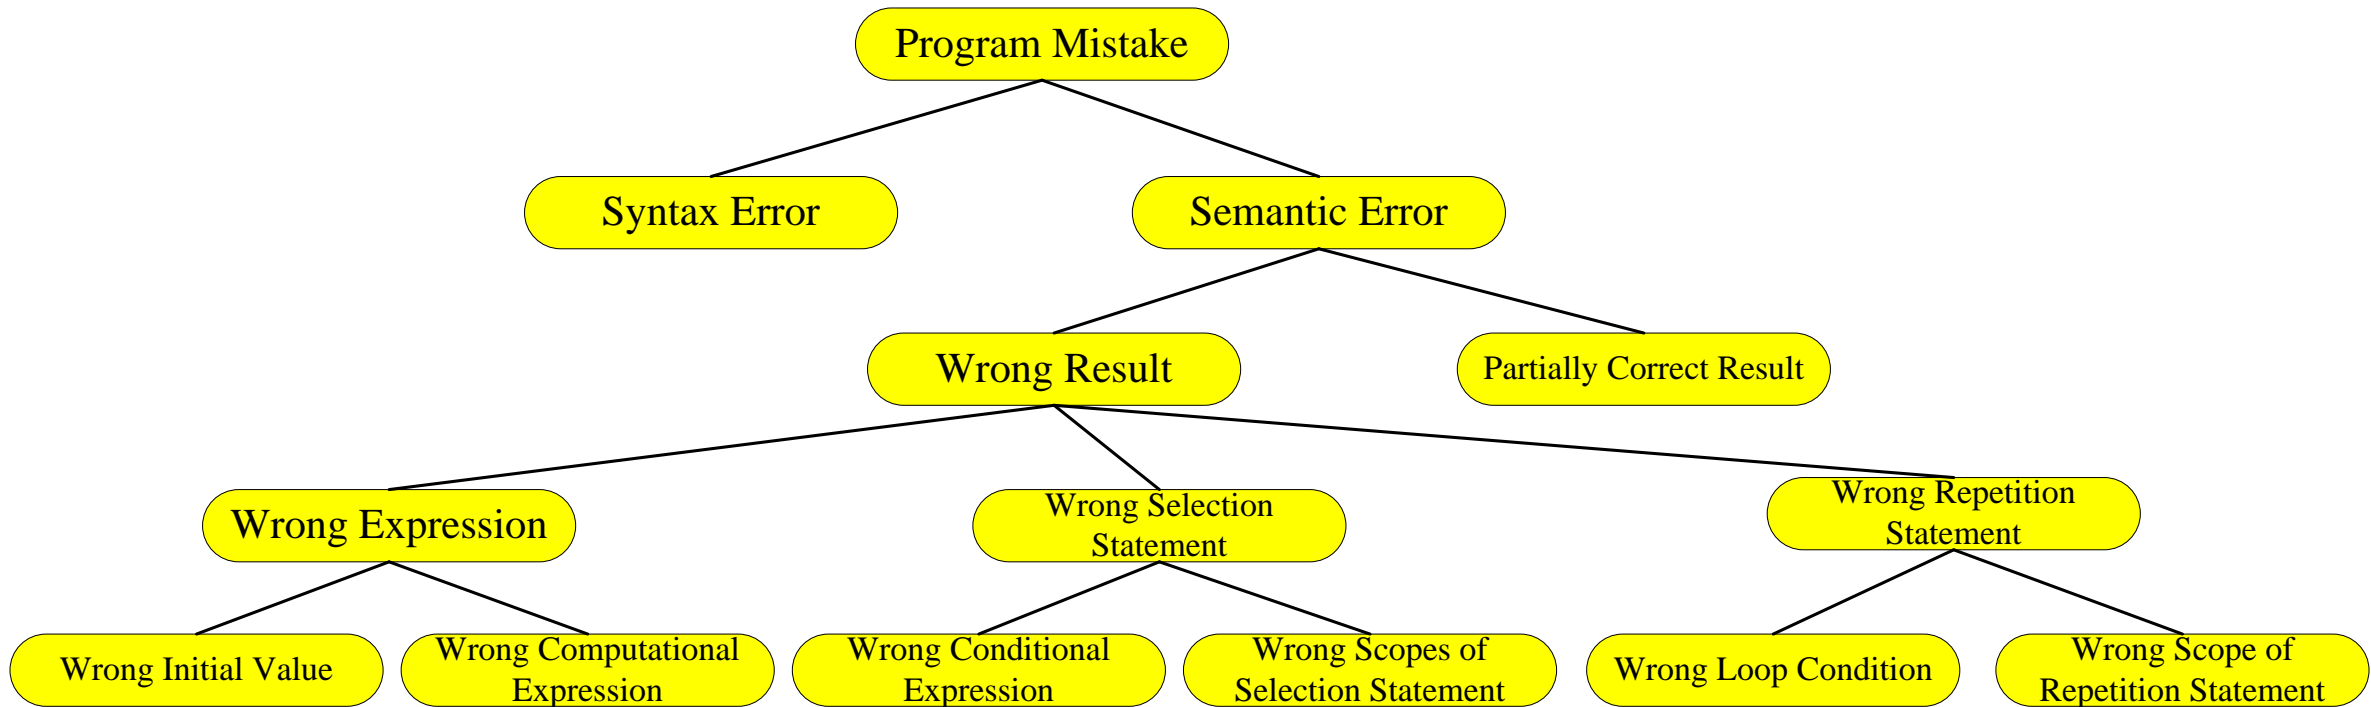 Program Mistake
Syntax Error
Semantic Error
Wrong Result
Partially Correct Result
Wrong Expression
Wrong Selection
Statement
Wrong Repetition
Statement
Wrong Initial Value
Wrong Computational
Expression
Wrong Conditional
Expression
Wrong Scopes of
Selection Statement
Wrong Loop Condition
Wrong Scope of
Repetition Statement